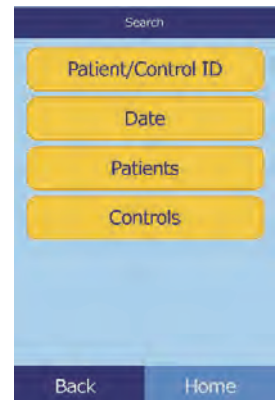 Search
Patient/Control ID
Date
Patients
Controls
Back Home